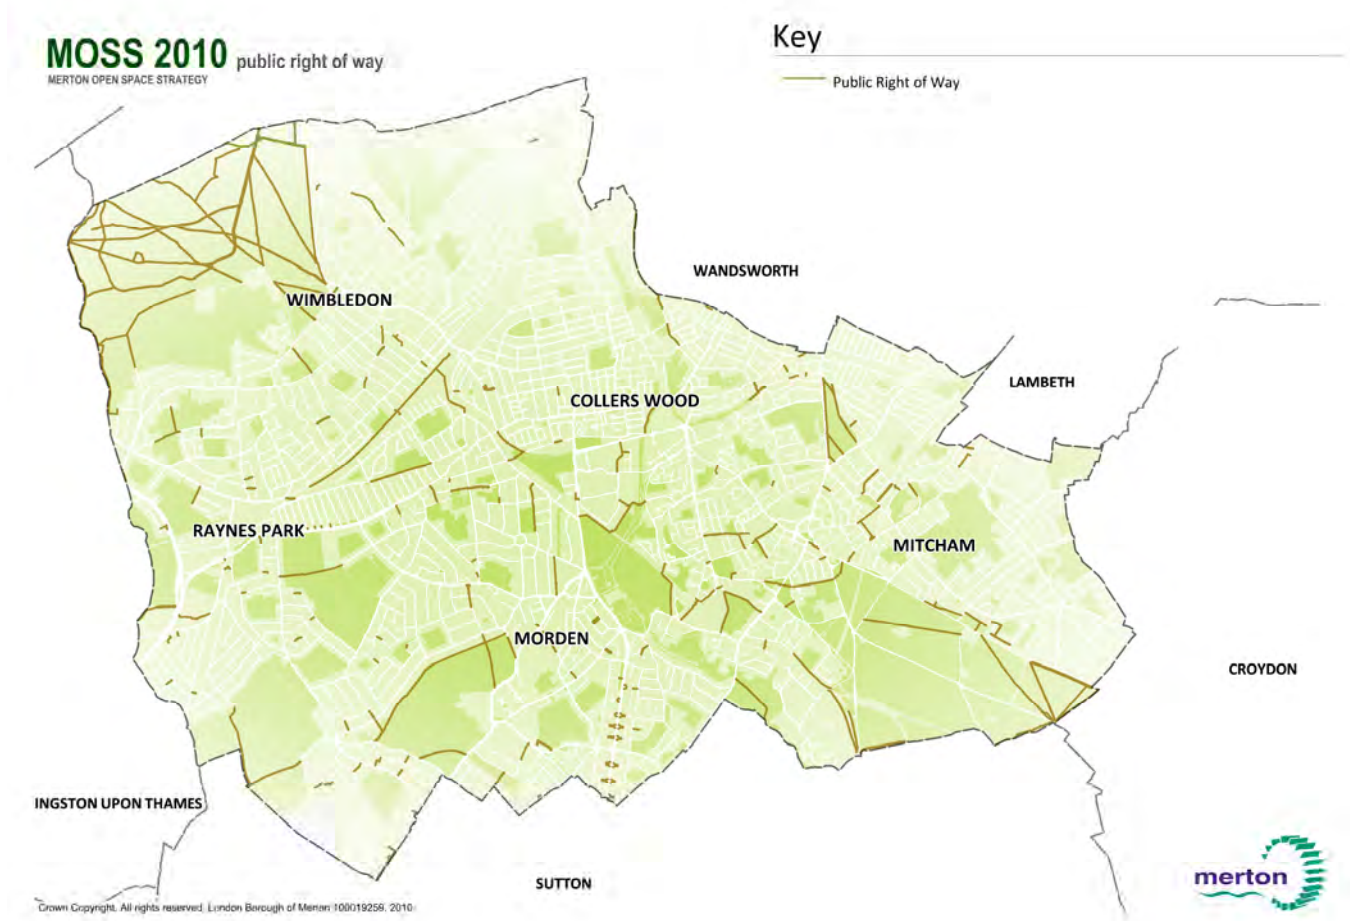 MOSS 2010 public right of way
MERTON OPEN SPACE STRATEGY
Key
Public Right of Way
WANDSWORTH
WIMBLEDON
LAMBETH
COLLERS WOOD
RAYNES PARK
MITCHAM
MORDEN
CROYDON
INGSTON UPON THAMES
SUTTON
merton
Crown Copyright. All rights reserved. London Borough of Merton 100019259. 2010